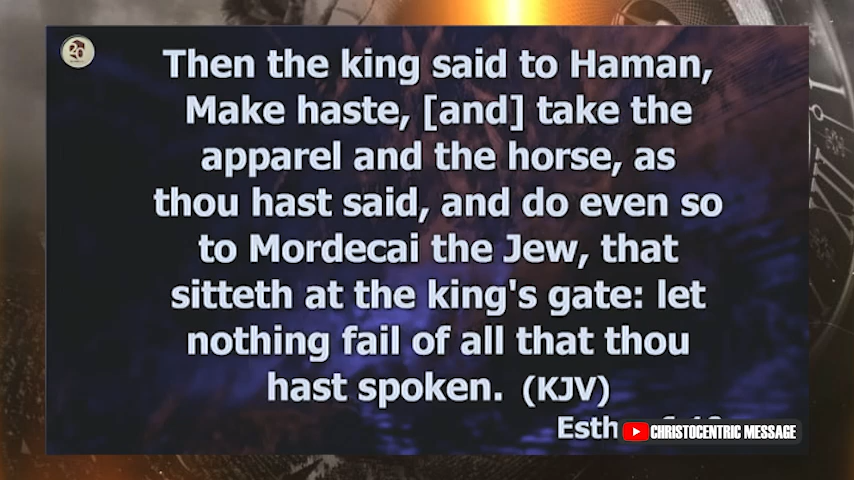 Then the king said to Haman,
Make haste, [and] take the
apparel and the horse, as
thou hast said, and do even so
to Mordecai the Jew, that
sitteth at the king's gate: let
nothing fail of all that thou
hast spoken. (KJV)
Esth
CHRISTOCENTRIC MESSAGE